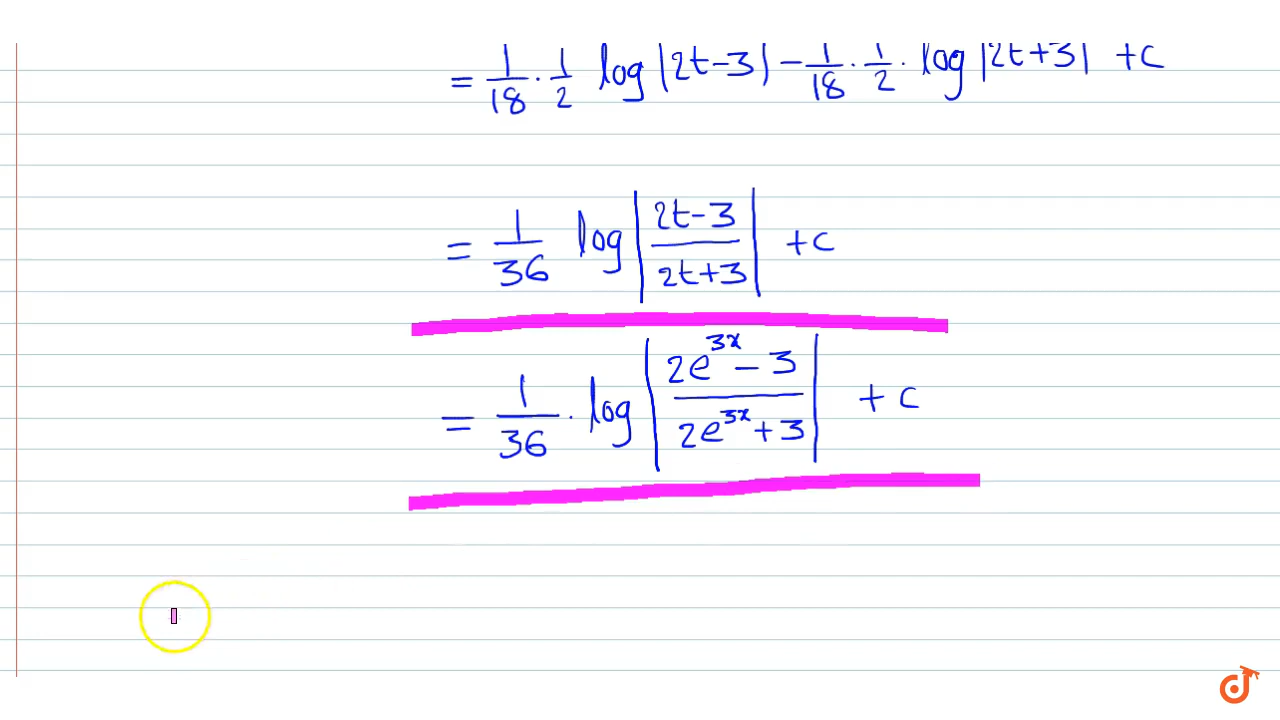 = 1/18 · 1/2 log|2t-3| - 1/18 · 1/2 · log|2t+3| + c
= 1/36 log|(2t-3)/(2t+3)| + c
= 1/36 · log|(2e^{3x} - 3)/(2e^{3x} + 3)| + c